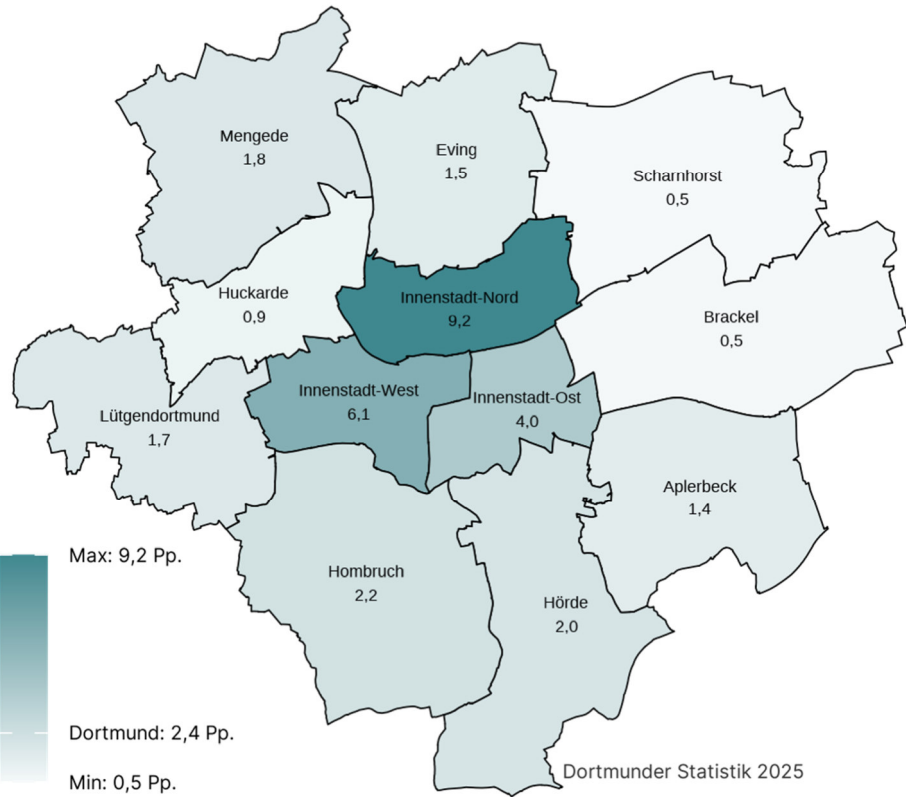 Mengede
1,8
Eving
1,5
Scharnhorst
0,5
Huckarde
0,9
Innenstadt-Nord
9,2
Brackel
0,5
Innenstadt-West
6,1
Innenstadt-Ost
4,0
Lütgendortmund
1,7
Aplerbeck
1,4
Hombruch
2,2
Hörde
2,0
Max: 9,2 Pp.
Dortmund: 2,4 Pp.
Min: 0,5 Pp.
Dortmunder Statistik 2025